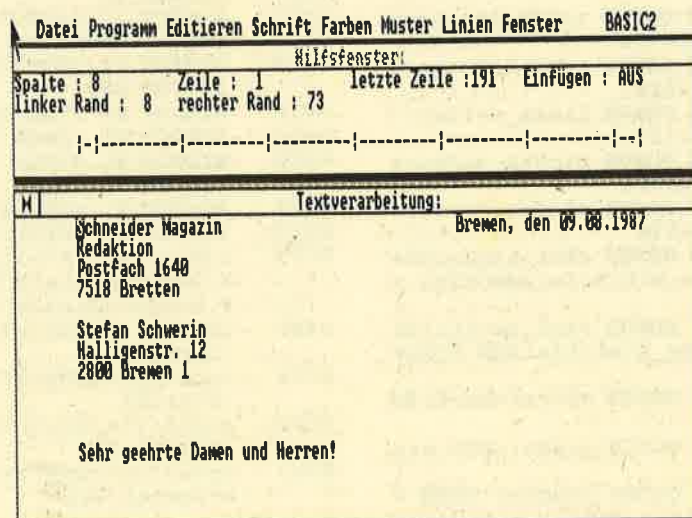 Datei Programm Editieren Schrift Farben Muster Linien Fenster BASIC2
Hilfsfenster:
Spalte : 8 Zeile : 1 letzte Zeile :191 Einfügen : AUS
linker Rand : 8 rechter Rand : 73
|-|---------|---------|---------|---------|---------|---------|--|
Textverarbeitung:
Schneider Magazin Bremen, den 09.08.1987
Redaktion
Postfach 1640
7518 Bretten
Stefan Schwerin
Halligenstr. 12
2800 Bremen 1
Sehr geehrte Damen und Herren!